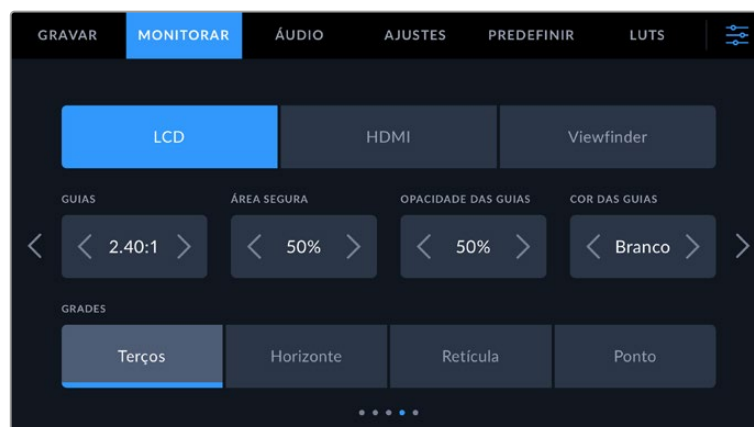 GRAVAR MONITORAR ÁUDIO AJUSTES PREDEFINIR LUTS
LCD HDMI Viewfinder
GUIAS ÁREA SEGURA OPACIDADE DAS GUIAS COR DAS GUIAS
2.40:1 50% 50% Branco
GRADES
Terços Horizonte Retícula Ponto